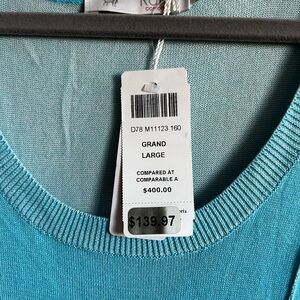 D78 M11123 160
GRAND
LARGE
COMPARED AT
COMPARABLE A
$400.00
$139.97